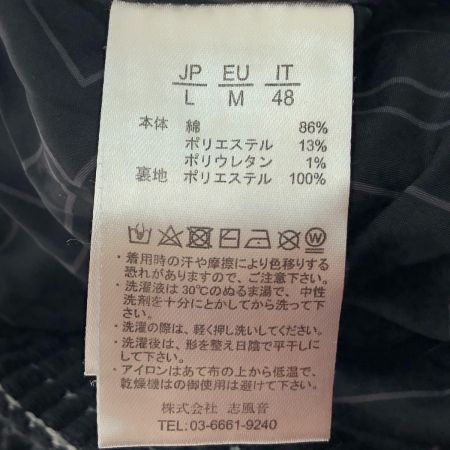 JP EU IT
L M 48
本体 綿 86%
ポリエステル 13%
ポリウレタン 1%
裏地 ポリエステル 100%
W
・着用時の汗や摩擦により色移りする
恐れがありますので、ご注意下さい。
・洗濯液は30℃のぬるま湯で、中性
洗剤を十分にとかしてから洗って下
さい。
・洗濯の際は、軽く押し洗いしてください。
・洗濯後は、形を整え日陰で平干しに
して下さい。
・アイロンはあて布の上から低温で、
乾燥機はの御使用は避けて下さい。
株式会社 志風音
TEL:03-6661-9240